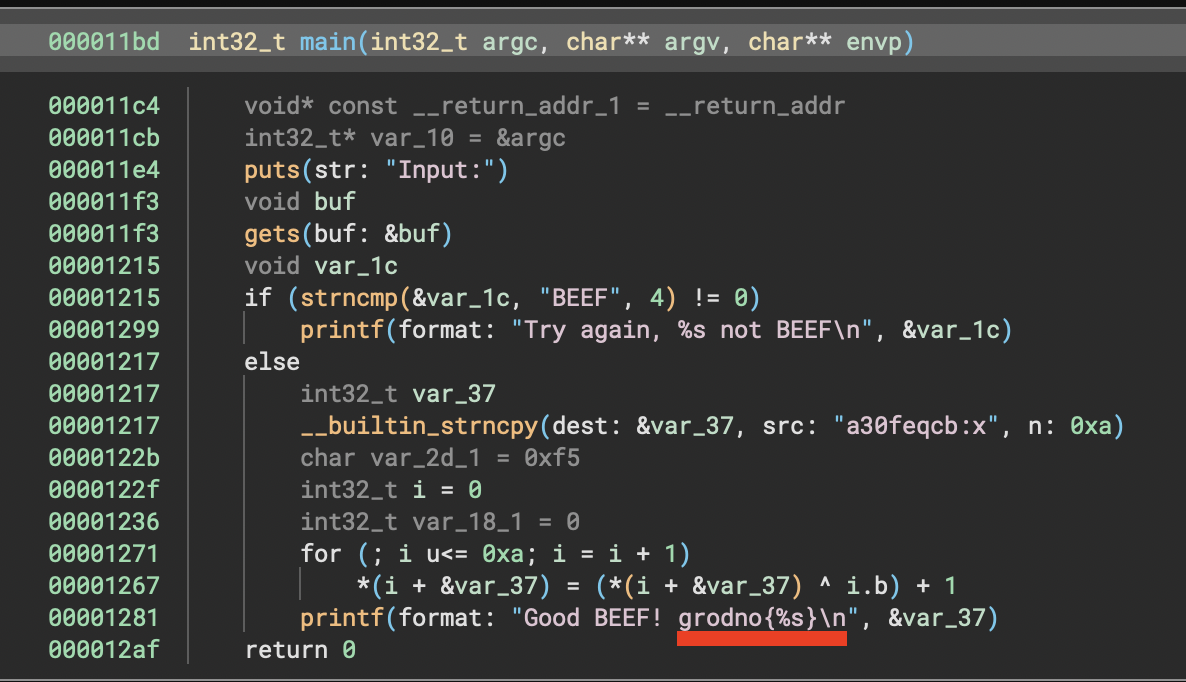 000011bd int32_t main(int32_t argc, char** argv, char** envp)
000011c4 void* const __return_addr_1 = __return_addr
000011cb int32_t* var_10 = &argc
000011e4 puts(str: "Input:")
000011f3 void buf
000011f3 gets(buf: &buf)
00001215 void var_1c
00001215 if (strncmp(&var_1c, "BEEF", 4) != 0)
00001299 printf(format: "Try again, %s not BEEF\n", &var_1c)
00001217 else
00001217 int32_t var_37
00001217 __builtin_strncpy(dest: &var_37, src: "a30feqcb:x", n: 0xa)
0000122b char var_2d_1 = 0xf5
0000122f int32_t i = 0
00001236 int32_t var_18_1 = 0
00001271 for (; i u<= 0xa; i = i + 1)
00001267 *(i + &var_37) = (*(i + &var_37) ^ i.b) + 1
00001281 printf(format: "Good BEEF! grodno{%s}\n", &var_37)
000012af return 0